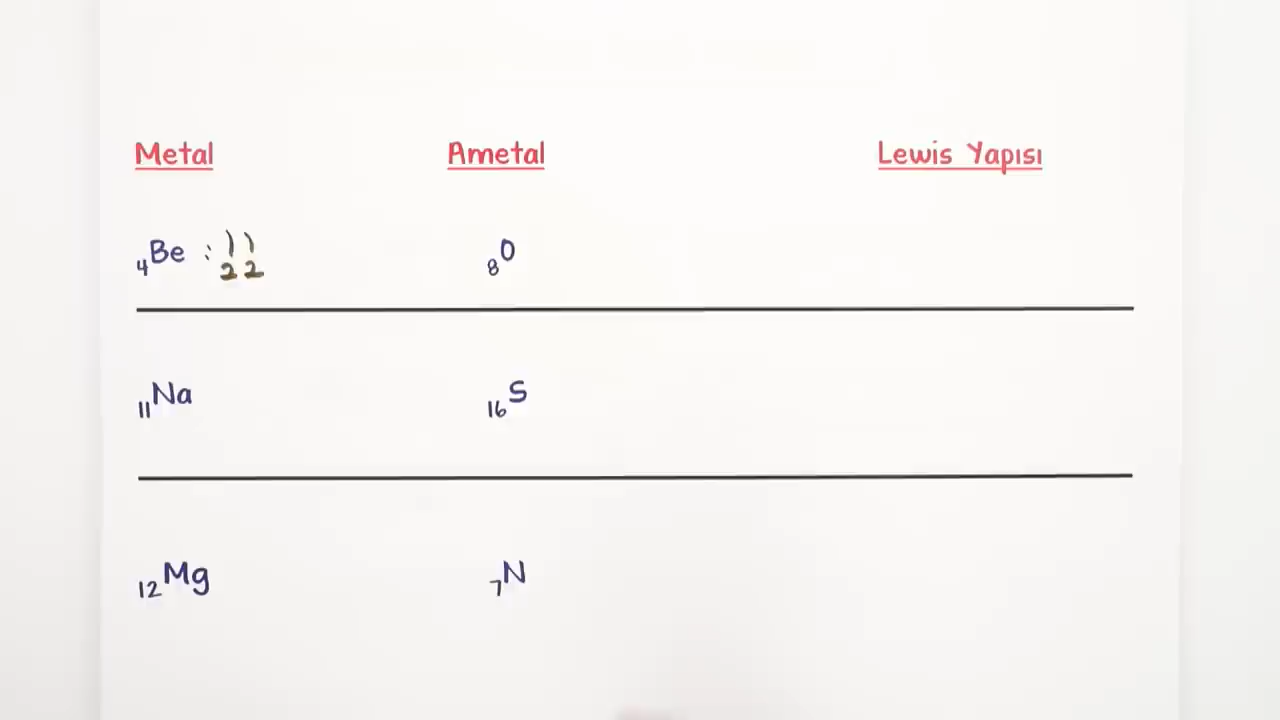 Metal Ametal Lewis Yapısı
₄Be : ) ) ₈O
2 2
₁₁Na ₁₆S
₁₂Mg ₇N